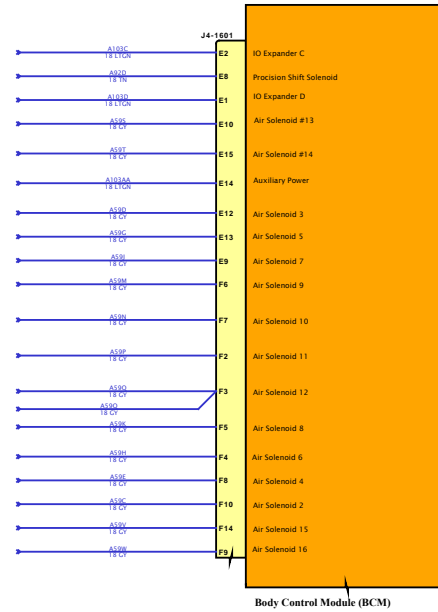 J4-1601
A103C
18 LTGN
E2
IO Expander C
A92D
18 TN
E8
Procision Shift Solenoid
A103D
18 LTGN
E1
IO Expander D
A59S
18 GY
E10
Air Solenoid #13
A59T
18 GY
E15
Air Solenoid #14
A103AA
18 LTGN
E14
Auxiliary Power
A59D
18 GY
E12
Air Solenoid 3
A59G
18 GY
E13
Air Solenoid 5
A59J
18 GY
E9
Air Solenoid 7
A59M
18 GY
F6
Air Solenoid 9
A59N
18 GY
F7
Air Solenoid 10
A59P
18 GY
F2
Air Solenoid 11
A59Q
18 GY
F3
Air Solenoid 12
A59Q
18 GY
A59K
18 GY
F5
Air Solenoid 8
A59H
18 GY
F4
Air Solenoid 6
A59E
18 GY
F8
Air Solenoid 4
A59C
18 GY
F10
Air Solenoid 2
A59V
18 GY
F14
Air Solenoid 15
A59W
18 GY
F9
Air Solenoid 16
Body Control Module (BCM)